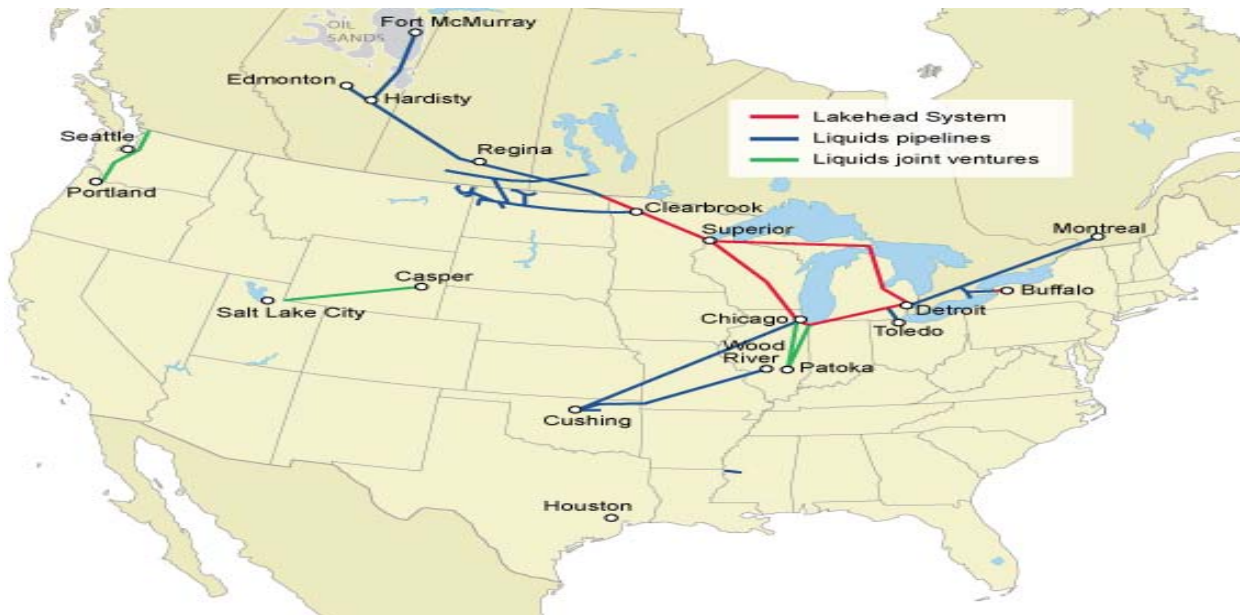 Fort McMurray
OIL
SANDS
Edmonton
Hardisty
Lakehead System
Liquids pipelines
Liquids joint ventures
Seattle
Regina
Portland
Clearbrook
Superior
Montreal
Casper
Salt Lake City
Buffalo
Chicago
Detroit
Toledo
Wood
River
Patoka
Cushing
Houston